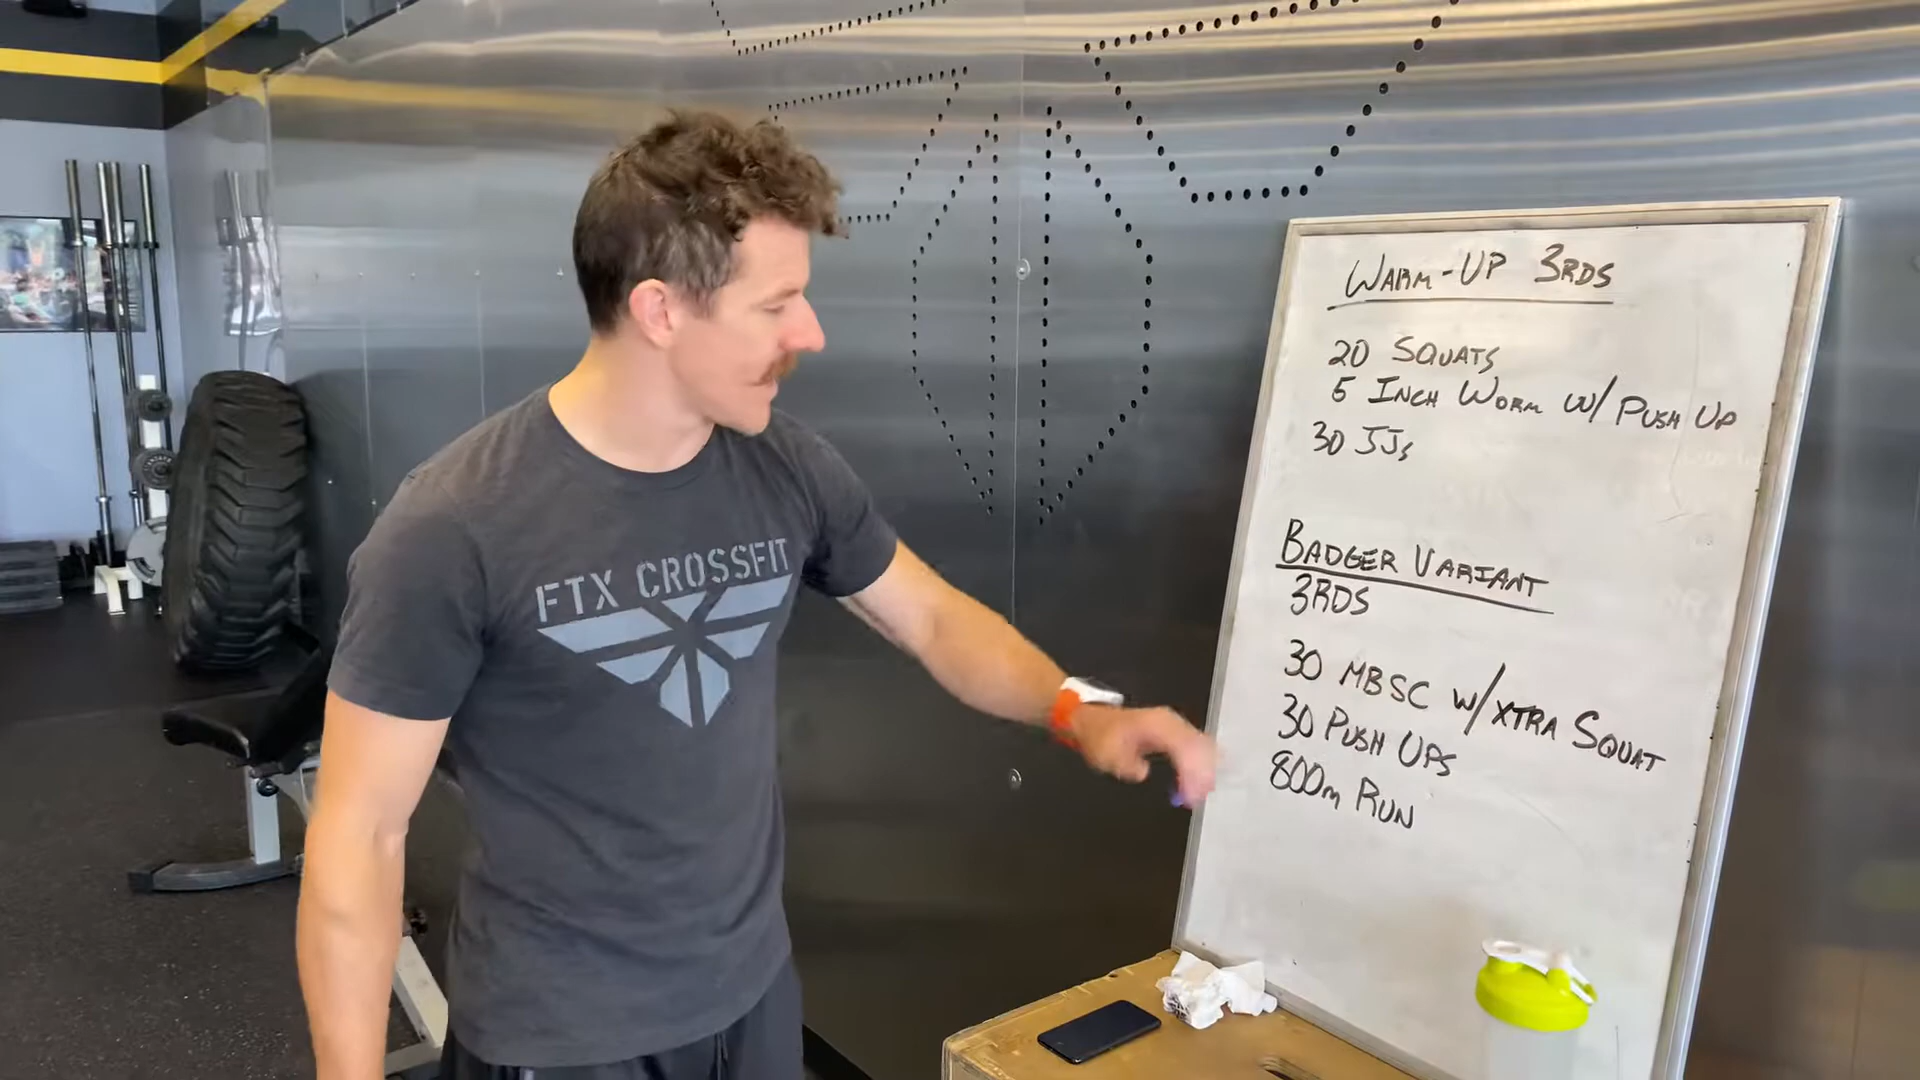 FTX CROSSFIT
WARM-UP 3RDS
20 SQUATS
5 INCH WORM W/ PUSH UP
30 JJs
BADGER VARIANT
3RDS
30 MBSC W/XTRA SQUAT
30 PUSH UPS
800m RUN